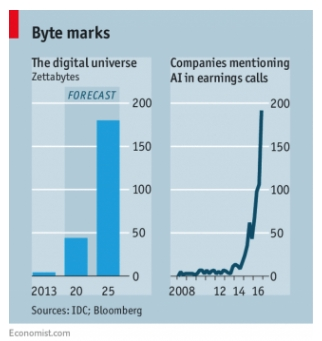 Byte marks
The digital universe
Zettabytes
FORECAST
200
150
100
50
0
2013 20 25
Companies mentioning
AI in earnings calls
200
150
100
50
0
2008 12 14 16
Sources: IDC; Bloomberg
Economist.com